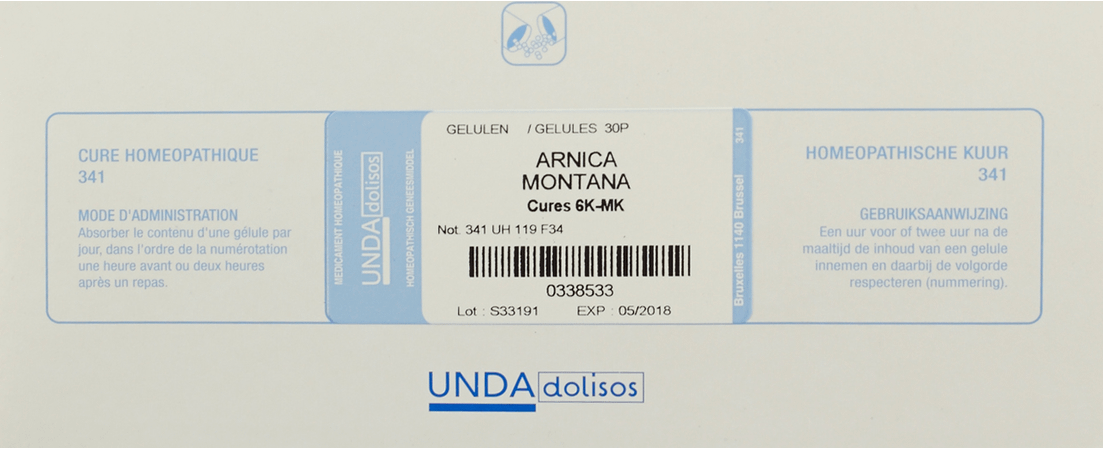 CURE HOMEOPATHIQUE
341
MODE D'ADMINISTRATION
Absorber le contenu d'une gélule par
jour, dans l'ordre de la numérotation
une heure avant ou deux heures
après un repas.
MEDICAMENT HOMEOPATHIQUE
UNDA dolisos
HOMEOPATHISCH GENEESMIDDEL
GELULEN / GELULES 30P
ARNICA
MONTANA
Cures 6K-MK
Not. 341 UH 119 F34
0338533
Lot : S33191 EXP : 05/2018
Bruxelles 1140 Brussel 341
HOMEOPATHISCHE KUUR
341
GEBRUIKSAANWIJZING
Een uur voor of twee uur na de
maaltijd de inhoud van een gelule
innemen en daarbij de volgorde
respecteren (nummering).
UNDA dolisos